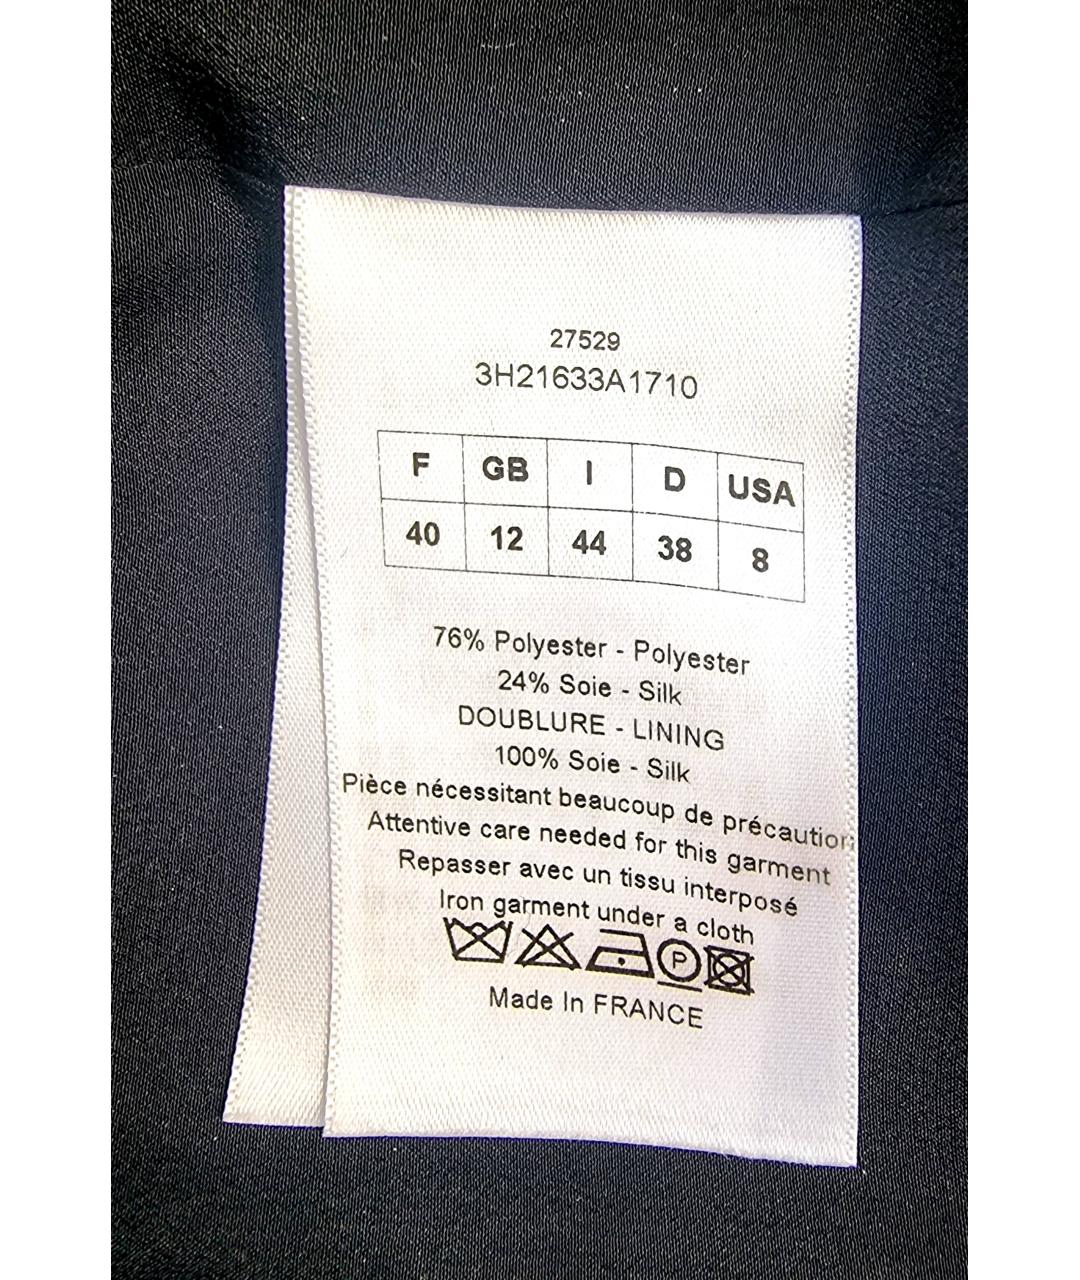 27529
3H21633A1710
F GB I D USA
40 12 44 38 8
76% Polyester - Polyester
24% Soie - Silk
DOUBLURE - LINING
100% Soie - Silk
Pièce nécessitant beaucoup de précaution
Attentive care needed for this garment
Repasser avec un tissu interposé
Iron garment under a cloth
P
Made In FRANCE